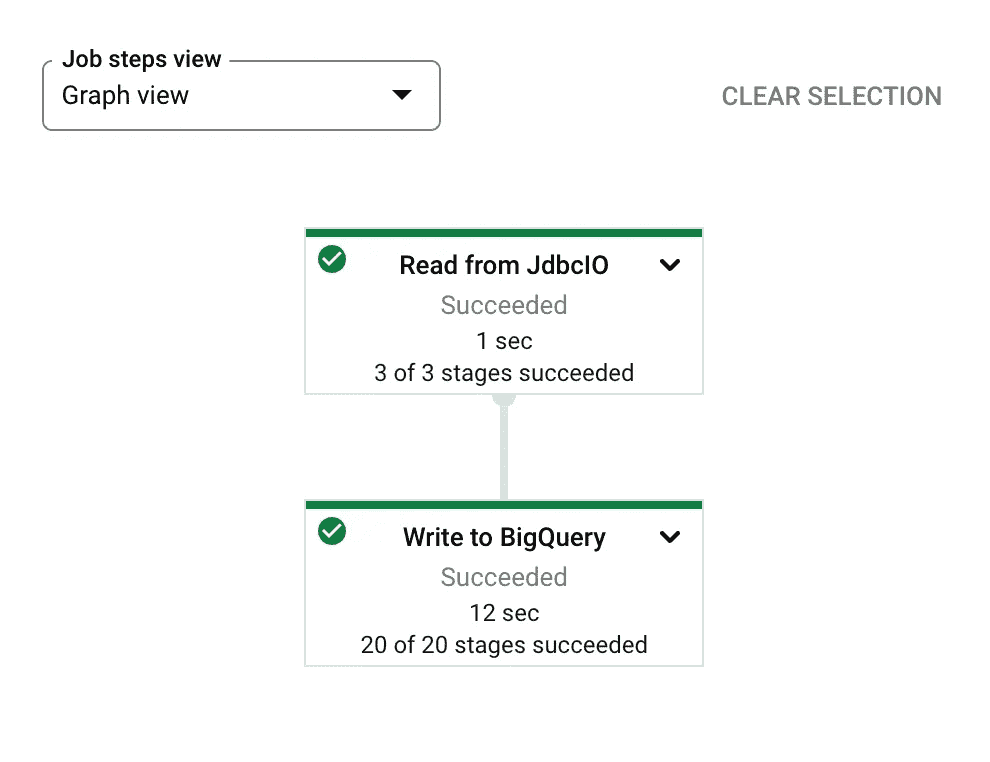 Job steps view
Graph view
CLEAR SELECTION
Read from JdbcIO
Succeeded
1 sec
3 of 3 stages succeeded
Write to BigQuery
Succeeded
12 sec
20 of 20 stages succeeded